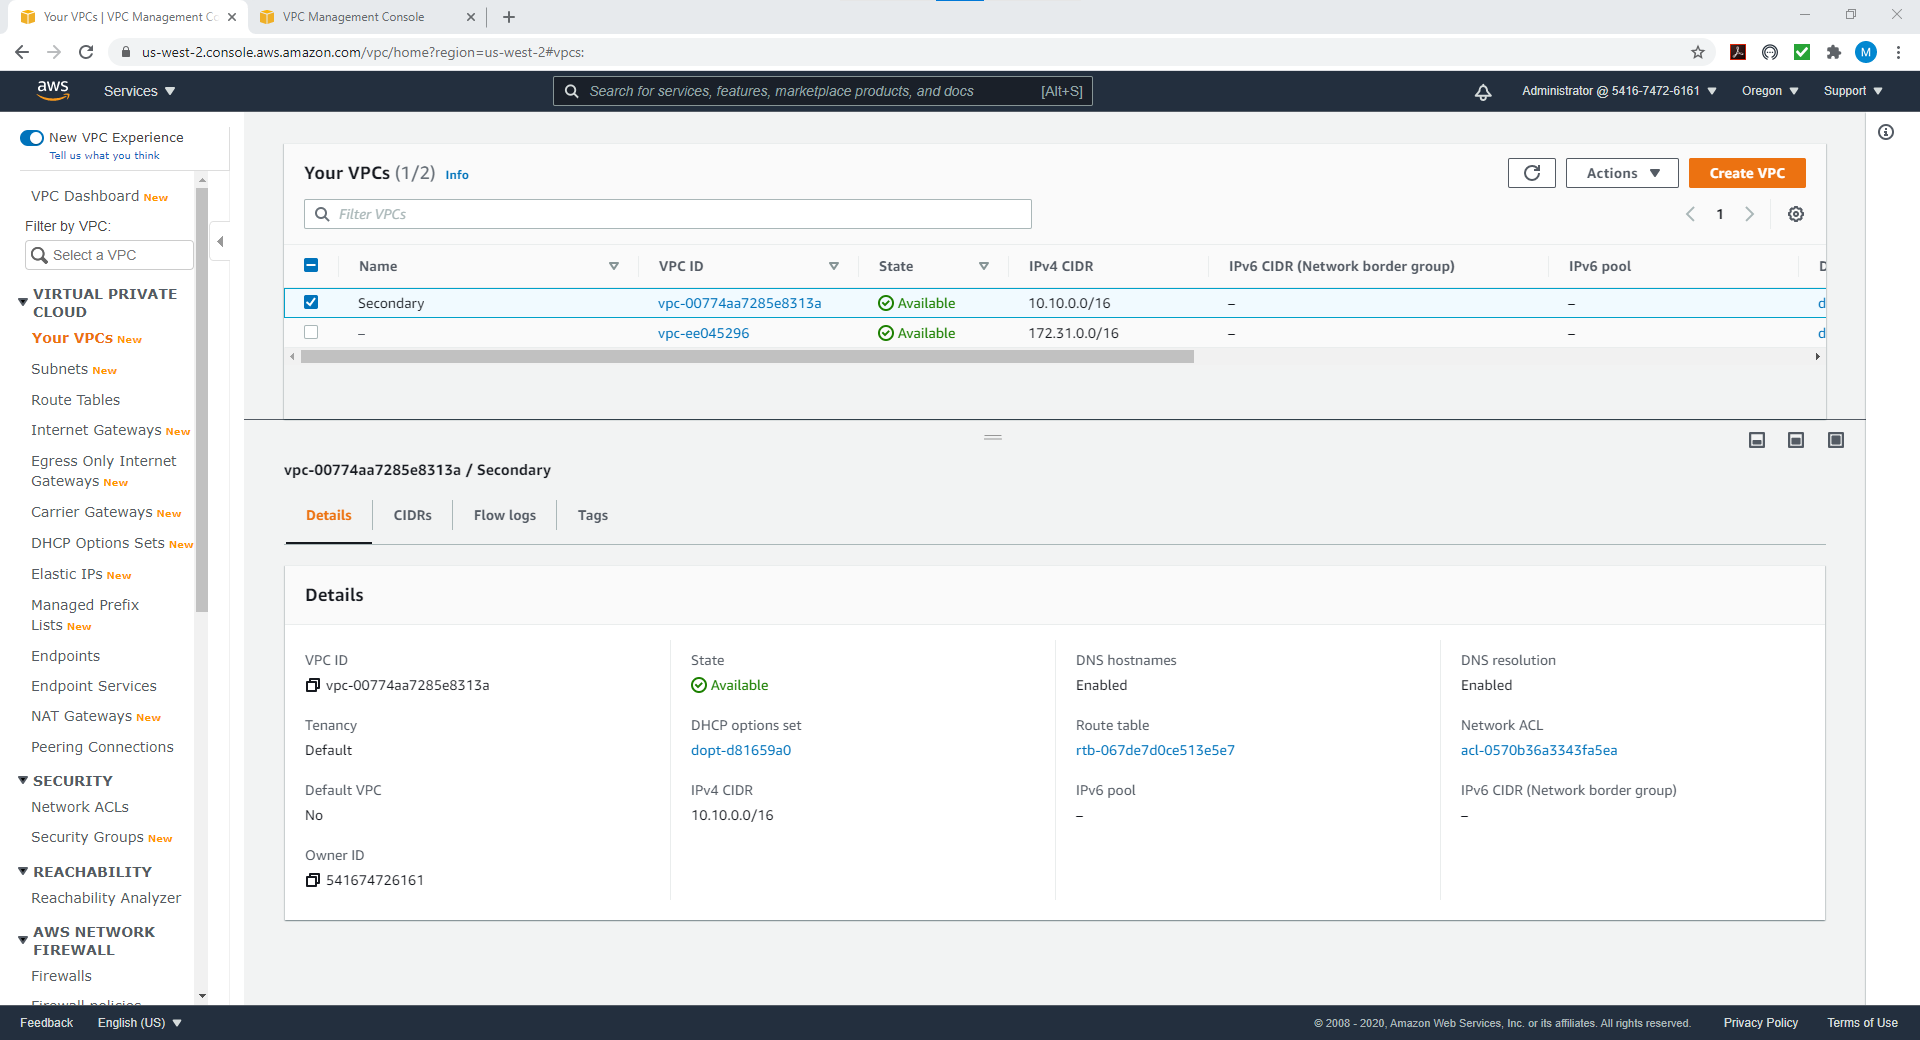 Your VPCs | VPC Management Co
VPC Management Console
us-west-2.console.aws.amazon.com/vpc/home?region=us-west-2#vpcs:
M
aws
Services
Search for services, features, marketplace products, and docs
[Alt+S]
Administrator @ 5416-7472-6161
Oregon
Support
New VPC Experience
Tell us what you think
VPC Dashboard New
Filter by VPC:
Select a VPC
VIRTUAL PRIVATE
CLOUD
Your VPCs New
Subnets New
Route Tables
Internet Gateways New
Egress Only Internet
Gateways New
Carrier Gateways New
DHCP Options Sets New
Elastic IPs New
Managed Prefix
Lists New
Endpoints
Endpoint Services
NAT Gateways New
Peering Connections
SECURITY
Network ACLs
Security Groups New
REACHABILITY
Reachability Analyzer
AWS NETWORK
FIREWALL
Firewalls
Firewall policies
Your VPCs (1/2) Info
Actions
Create VPC
Filter VPCs
1
Name VPC ID State IPv4 CIDR IPv6 CIDR (Network border group) IPv6 pool D
Secondary vpc-00774aa7285e8313a Available 10.10.0.0/16 – – d
– vpc-ee045296 Available 172.31.0.0/16 – – d
vpc-00774aa7285e8313a / Secondary
Details CIDRs Flow logs Tags
Details
VPC ID
vpc-00774aa7285e8313a
Tenancy
Default
Default VPC
No
Owner ID
541674726161
State
Available
DHCP options set
dopt-d81659a0
IPv4 CIDR
10.10.0.0/16
DNS hostnames
Enabled
Route table
rtb-067de7d0ce513e5e7
IPv6 pool
–
DNS resolution
Enabled
Network ACL
acl-0570b36a3343fa5ea
IPv6 CIDR (Network border group)
–
Feedback
English (US)
© 2008 - 2020, Amazon Web Services, Inc. or its affiliates. All rights reserved.
Privacy Policy
Terms of Use